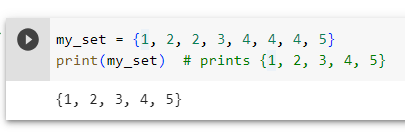 my_set = {1, 2, 2, 3, 4, 4, 4, 5}
print(my_set)  # prints {1, 2, 3, 4, 5}
{1, 2, 3, 4, 5}